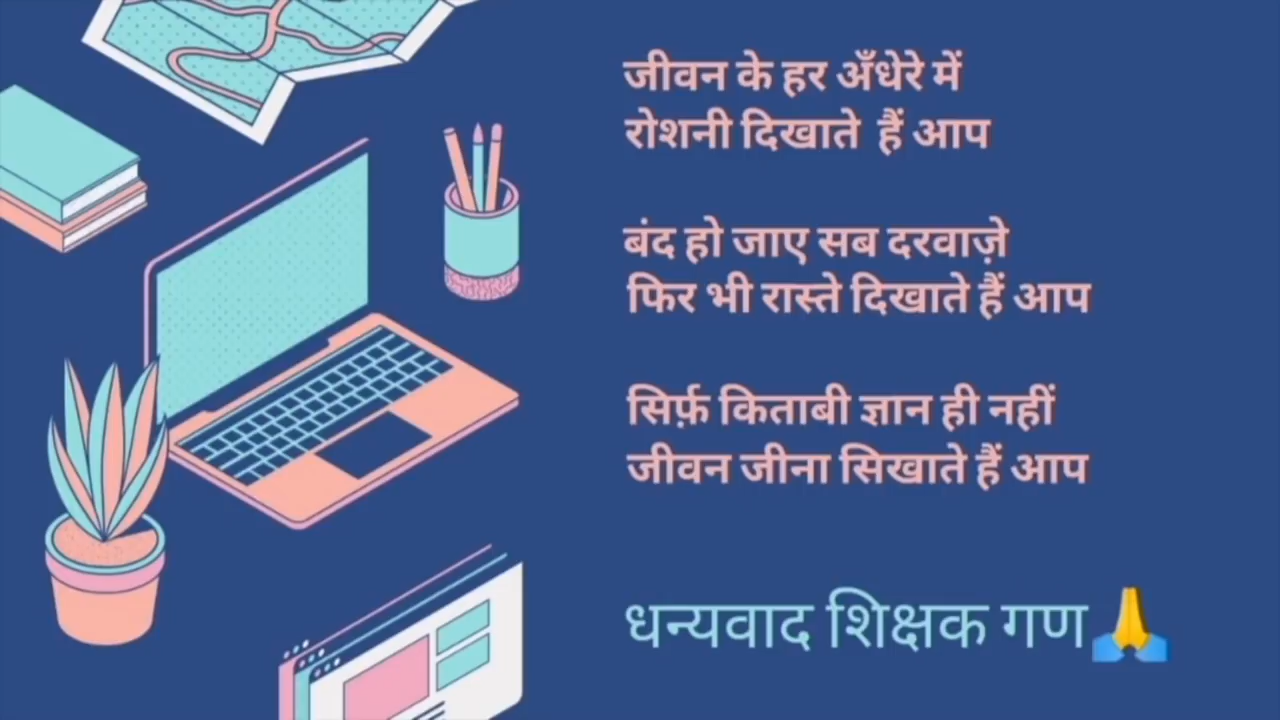 जीवन के हर अँधेरे में
रोशनी दिखाते हैं आप
बंद हो जाए सब दरवाज़े
फिर भी रास्ते दिखाते हैं आप
सिर्फ़ किताबी ज्ञान ही नहीं
जीवन जीना सिखाते हैं आप
धन्यवाद शिक्षक गण🙏